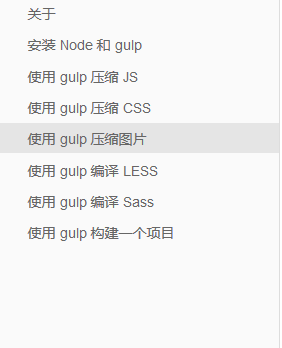 关于
安装 Node 和 gulp
使用 gulp 压缩 JS
使用 gulp 压缩 CSS
使用 gulp 压缩图片
使用 gulp 编译 LESS
使用 gulp 编译 Sass
使用 gulp 构建一个项目